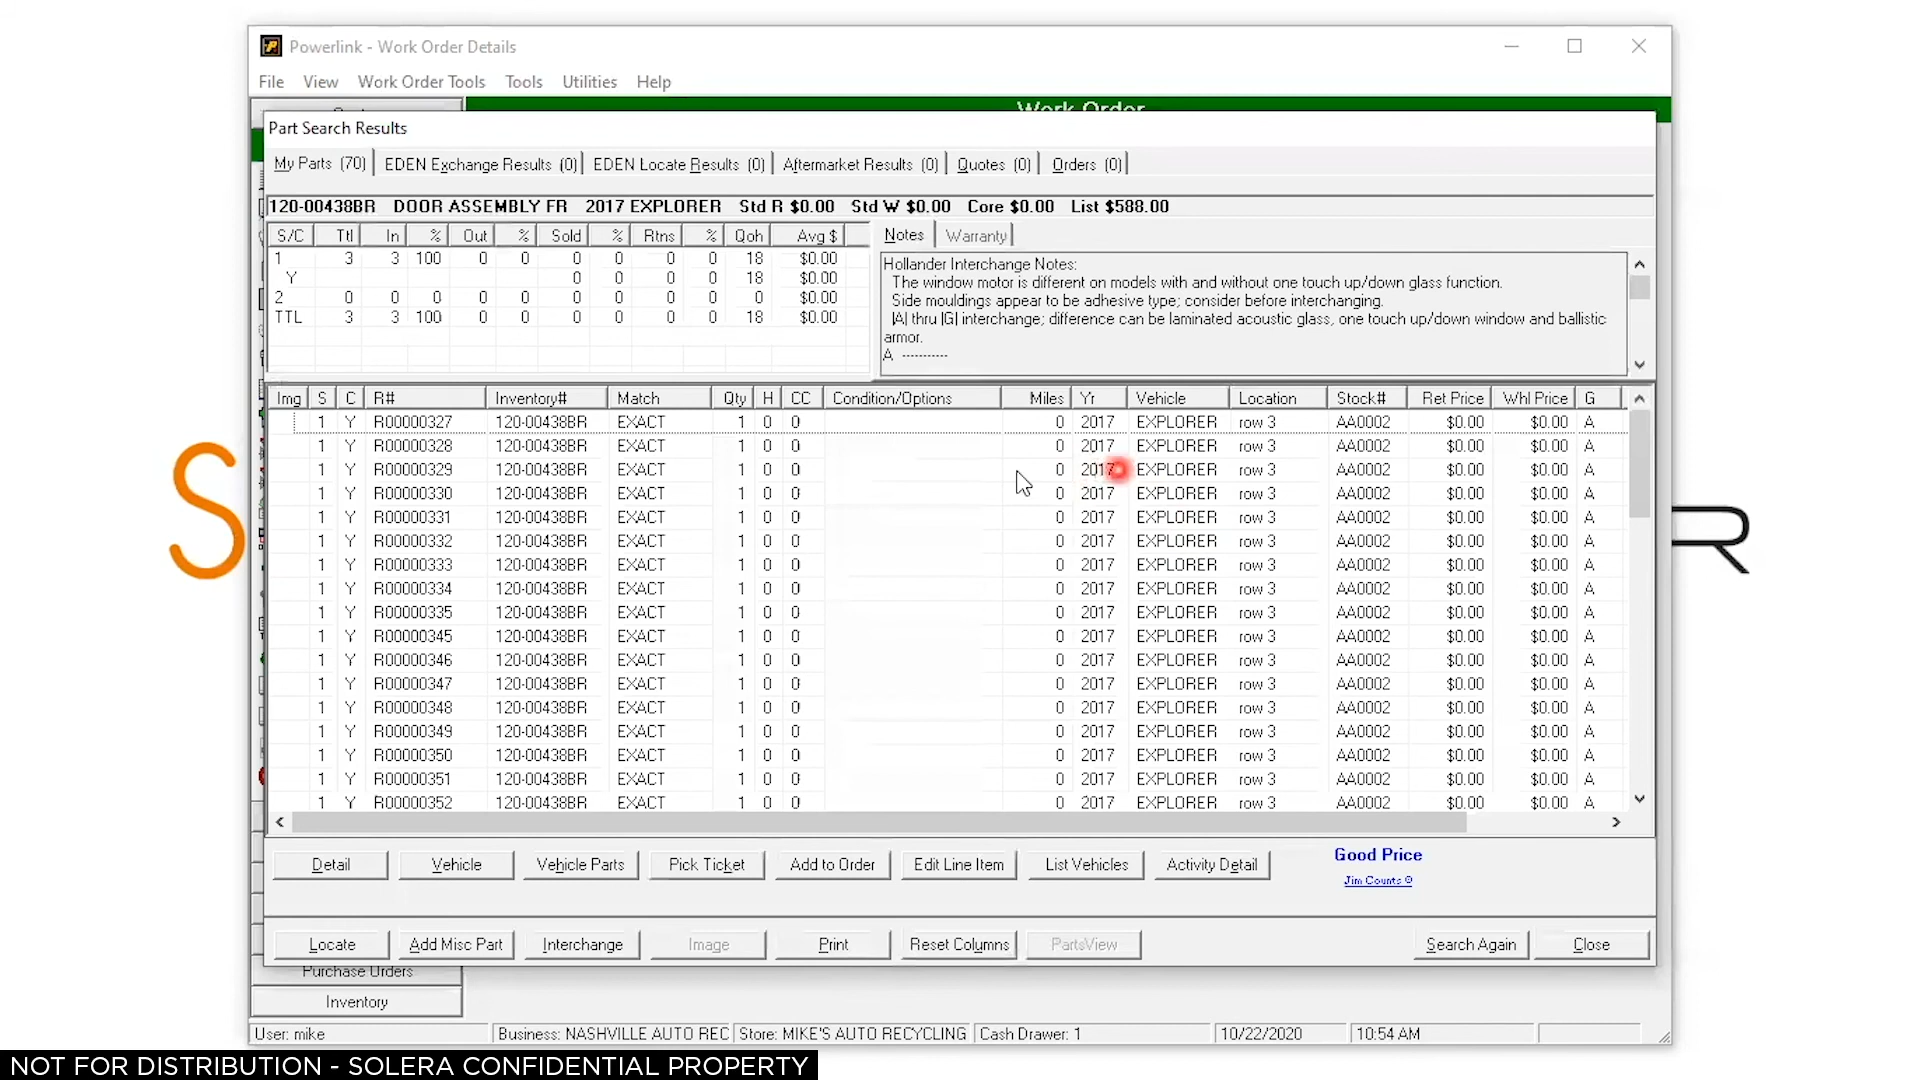 Powerlink - Work Order Details
File View Work Order Tools Tools Utilities Help
Work Order
Part Search Results
My Parts (70) EDEN Exchange Results (0) EDEN Locate Results (0) Aftermarket Results (0) Quotes (0) Orders (0)
120-00438BR DOOR ASSEMBLY FR 2017 EXPLORER Std R $0.00 Std W $0.00 Core $0.00 List $588.00
S/C Ttl In % Out % Sold % Rtns % Qoh Avg $
1 3 3 100 0 0 0 0 0 0 18 $0.00
Y 0 0 0 0 18 $0.00
2 0 0 0 0 0 0 0 0 0 0 $0.00
TTL 3 3 100 0 0 0 0 0 0 18 $0.00
Notes Warranty
Hollander Interchange Notes:
The window motor is different on models with and without one touch up/down glass function.
Side mouldings appear to be adhesive type; consider before interchanging.
|A| thru |G| interchange; difference can be laminated acoustic glass, one touch up/down window and ballistic
armor.
A -----------
Img S C R# Inventory# Match Qty H CC Condition/Options Miles Yr Vehicle Location Stock# Ret Price Whl Price G
1 Y R00000327 120-00438BR EXACT 1 0 0 0 2017 EXPLORER row 3 AA0002 $0.00 $0.00 A
1 Y R00000328 120-00438BR EXACT 1 0 0 0 2017 EXPLORER row 3 AA0002 $0.00 $0.00 A
1 Y R00000329 120-00438BR EXACT 1 0 0 0 2017 EXPLORER row 3 AA0002 $0.00 $0.00 A
1 Y R00000330 120-00438BR EXACT 1 0 0 0 2017 EXPLORER row 3 AA0002 $0.00 $0.00 A
1 Y R00000331 120-00438BR EXACT 1 0 0 0 2017 EXPLORER row 3 AA0002 $0.00 $0.00 A
1 Y R00000332 120-00438BR EXACT 1 0 0 0 2017 EXPLORER row 3 AA0002 $0.00 $0.00 A
1 Y R00000333 120-00438BR EXACT 1 0 0 0 2017 EXPLORER row 3 AA0002 $0.00 $0.00 A
1 Y R00000334 120-00438BR EXACT 1 0 0 0 2017 EXPLORER row 3 AA0002 $0.00 $0.00 A
1 Y R00000335 120-00438BR EXACT 1 0 0 0 2017 EXPLORER row 3 AA0002 $0.00 $0.00 A
1 Y R00000345 120-00438BR EXACT 1 0 0 0 2017 EXPLORER row 3 AA0002 $0.00 $0.00 A
1 Y R00000346 120-00438BR EXACT 1 0 0 0 2017 EXPLORER row 3 AA0002 $0.00 $0.00 A
1 Y R00000347 120-00438BR EXACT 1 0 0 0 2017 EXPLORER row 3 AA0002 $0.00 $0.00 A
1 Y R00000348 120-00438BR EXACT 1 0 0 0 2017 EXPLORER row 3 AA0002 $0.00 $0.00 A
1 Y R00000349 120-00438BR EXACT 1 0 0 0 2017 EXPLORER row 3 AA0002 $0.00 $0.00 A
1 Y R00000350 120-00438BR EXACT 1 0 0 0 2017 EXPLORER row 3 AA0002 $0.00 $0.00 A
1 Y R00000351 120-00438BR EXACT 1 0 0 0 2017 EXPLORER row 3 AA0002 $0.00 $0.00 A
1 Y R00000352 120-00438BR EXACT 1 0 0 0 2017 EXPLORER row 3 AA0002 $0.00 $0.00 A
S R
Detail Vehicle Vehicle Parts Pick Ticket Add to Order Edit Line Item List Vehicles Activity Detail Good Price
Jim Counts ©
Locate Add Misc Part Interchange Image Print Reset Columns PartsView Search Again Close
Purchase Orders
Inventory
User: mike Business: NASHVILLE AUTO REC Store: MIKE'S AUTO RECYCLING Cash Drawer: 1 10/22/2020 10:54 AM
NOT FOR DISTRIBUTION - SOLERA CONFIDENTIAL PROPERTY